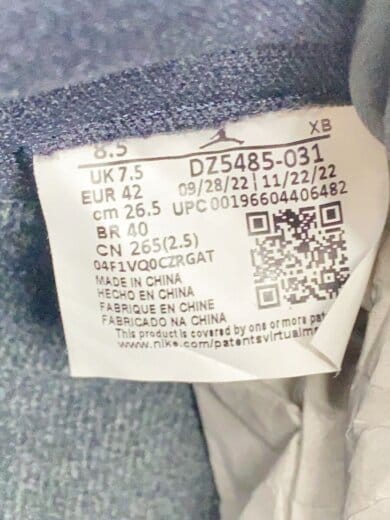 8.5
XB
UK 7.5
EUR 42
cm 26.5
BR 40
CN 265(2.5)
DZ5485-031
09/28/22 | 11/22/22
UPC 00196604406482
04F1VQ0CZRGAT
MADE IN CHINA
HECHO EN CHINA
FABRIQUE EN CHINE
FABRICADO NA CHINA
This product is covered by one or more
www.nike.com/patentsvirtual